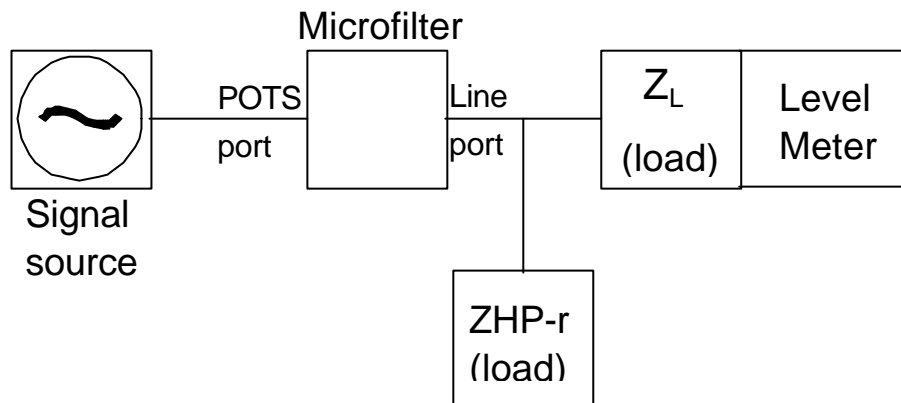 Microfilter
POTS
port
Line
port
Z_L
(load)
Level
Meter
Signal
source
ZHP-r
(load)